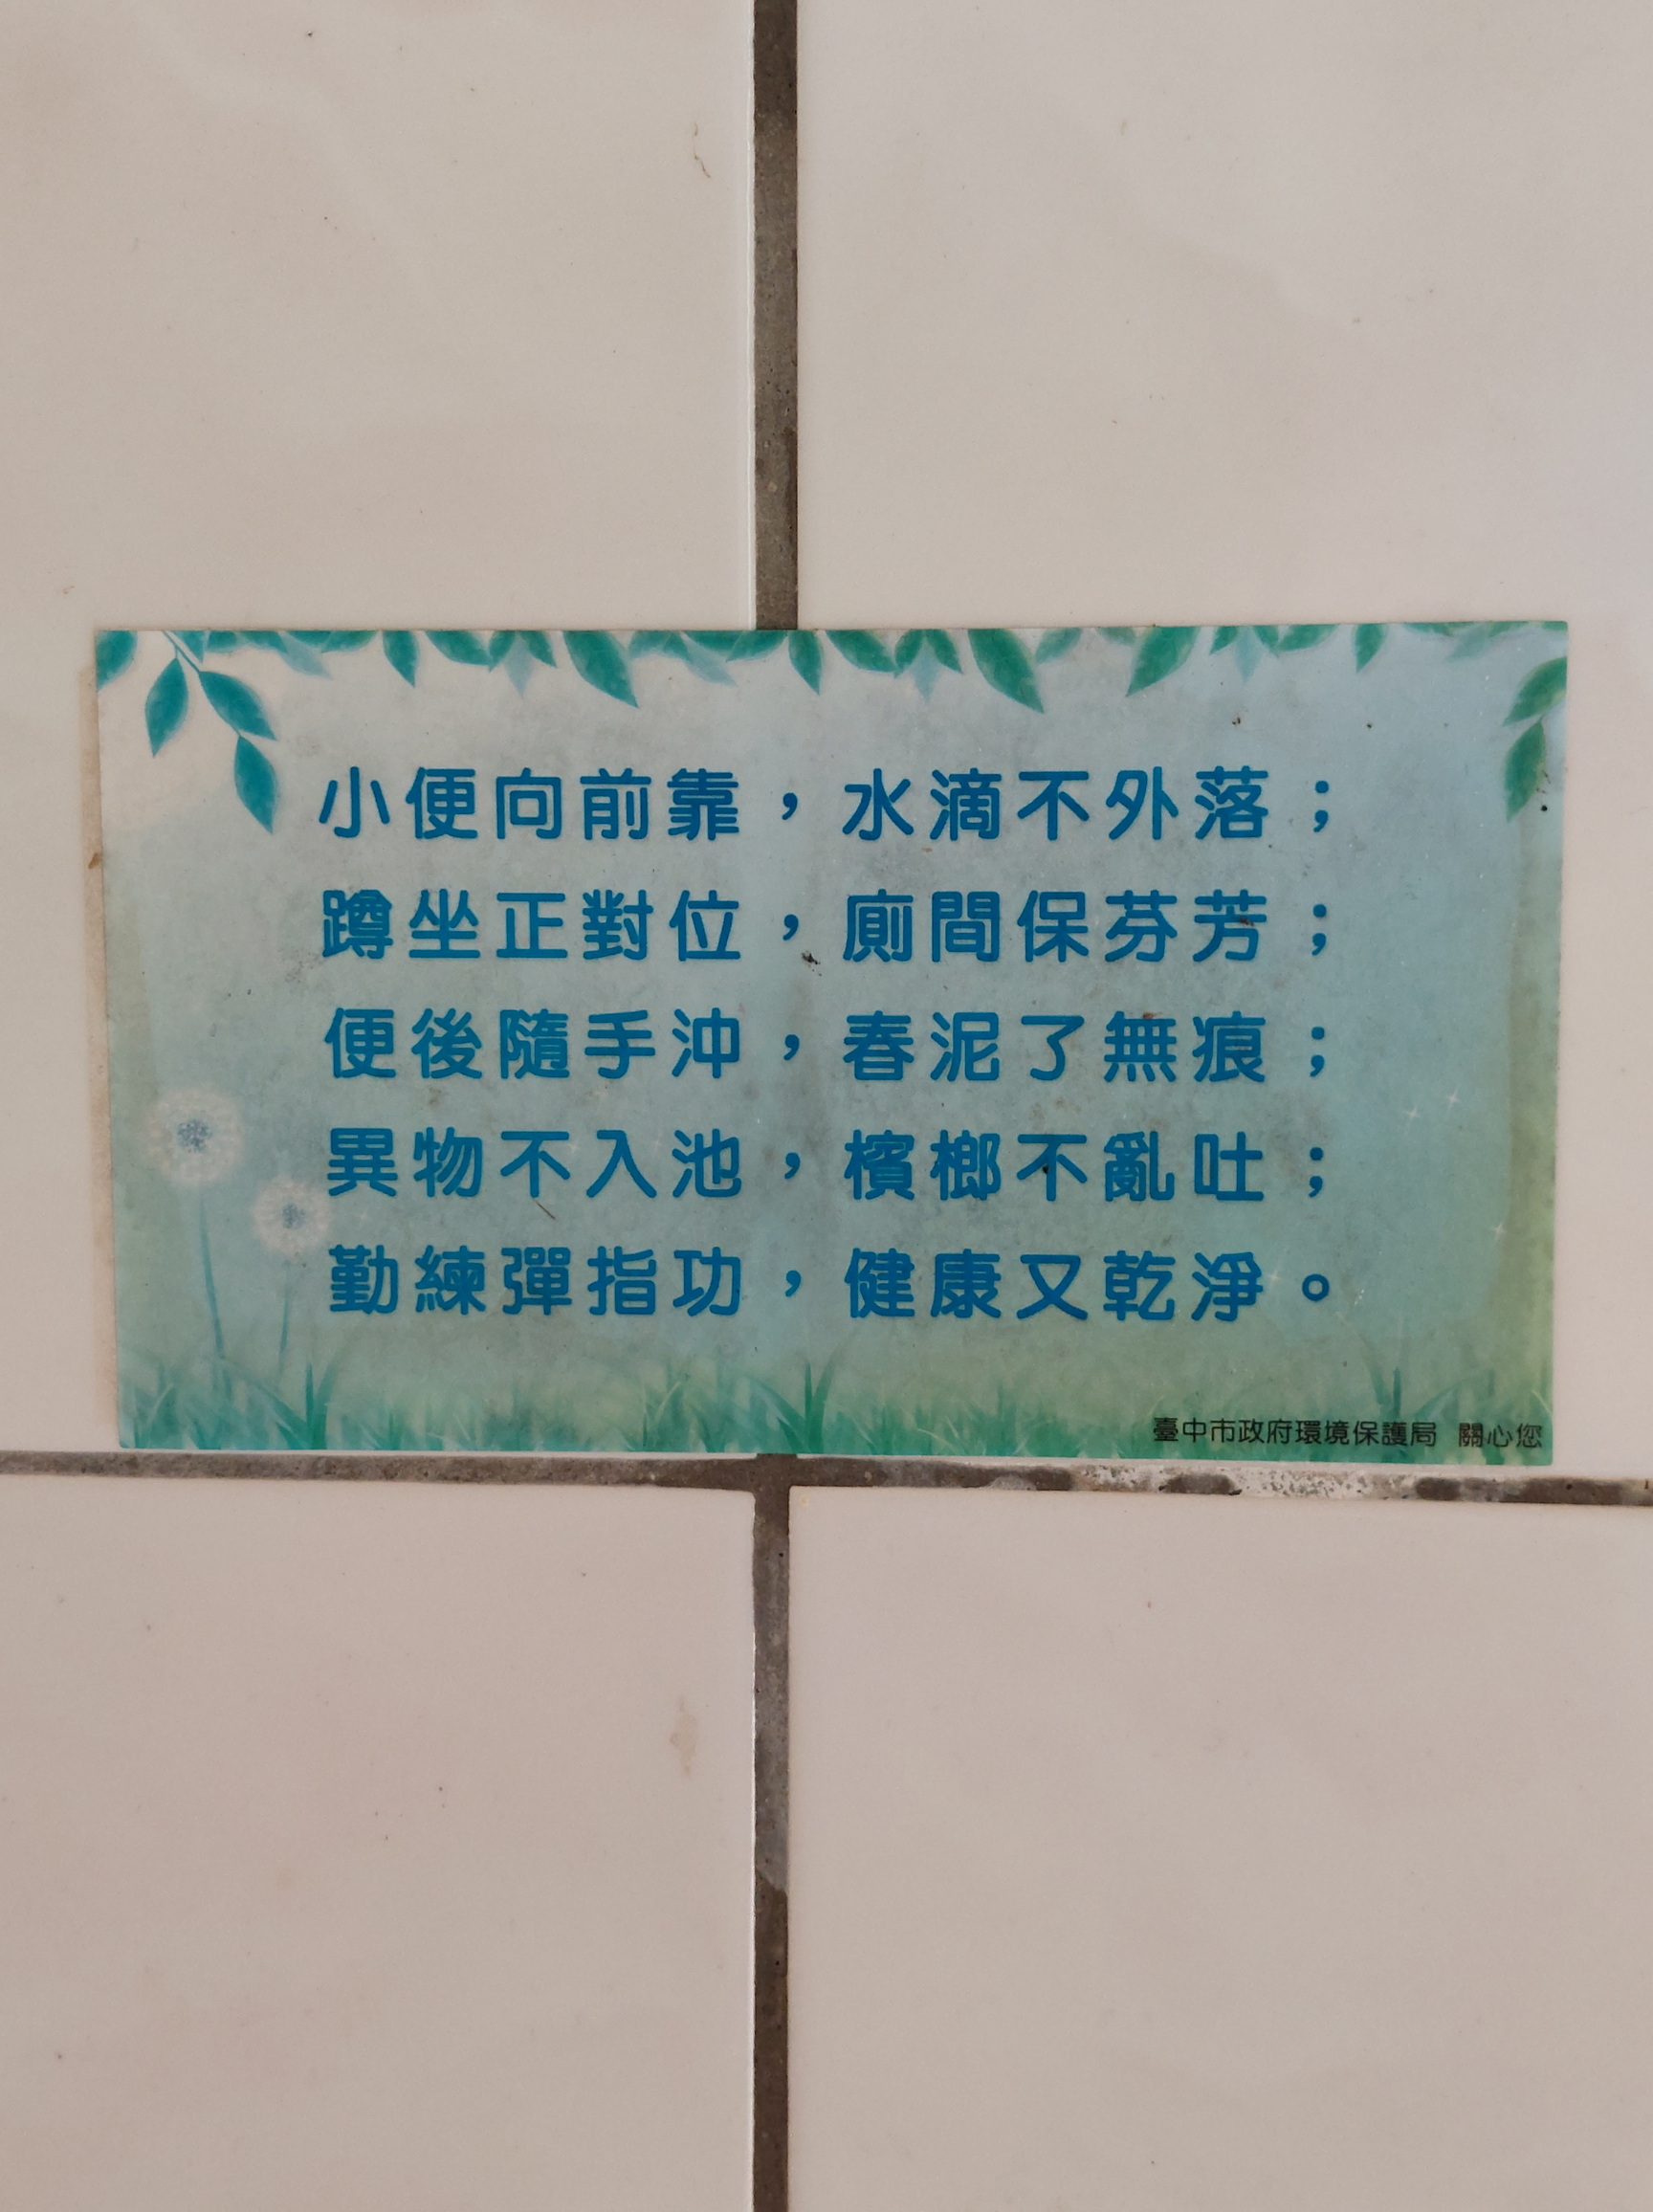 小便向前靠，水滴不外落；
蹲坐正對位，廁間保芬芳；
便後隨手沖，春泥了無痕；
異物不入池，檳榔不亂吐；
勤練彈指功，健康又乾淨。
臺中市政府環境保護局 關心您